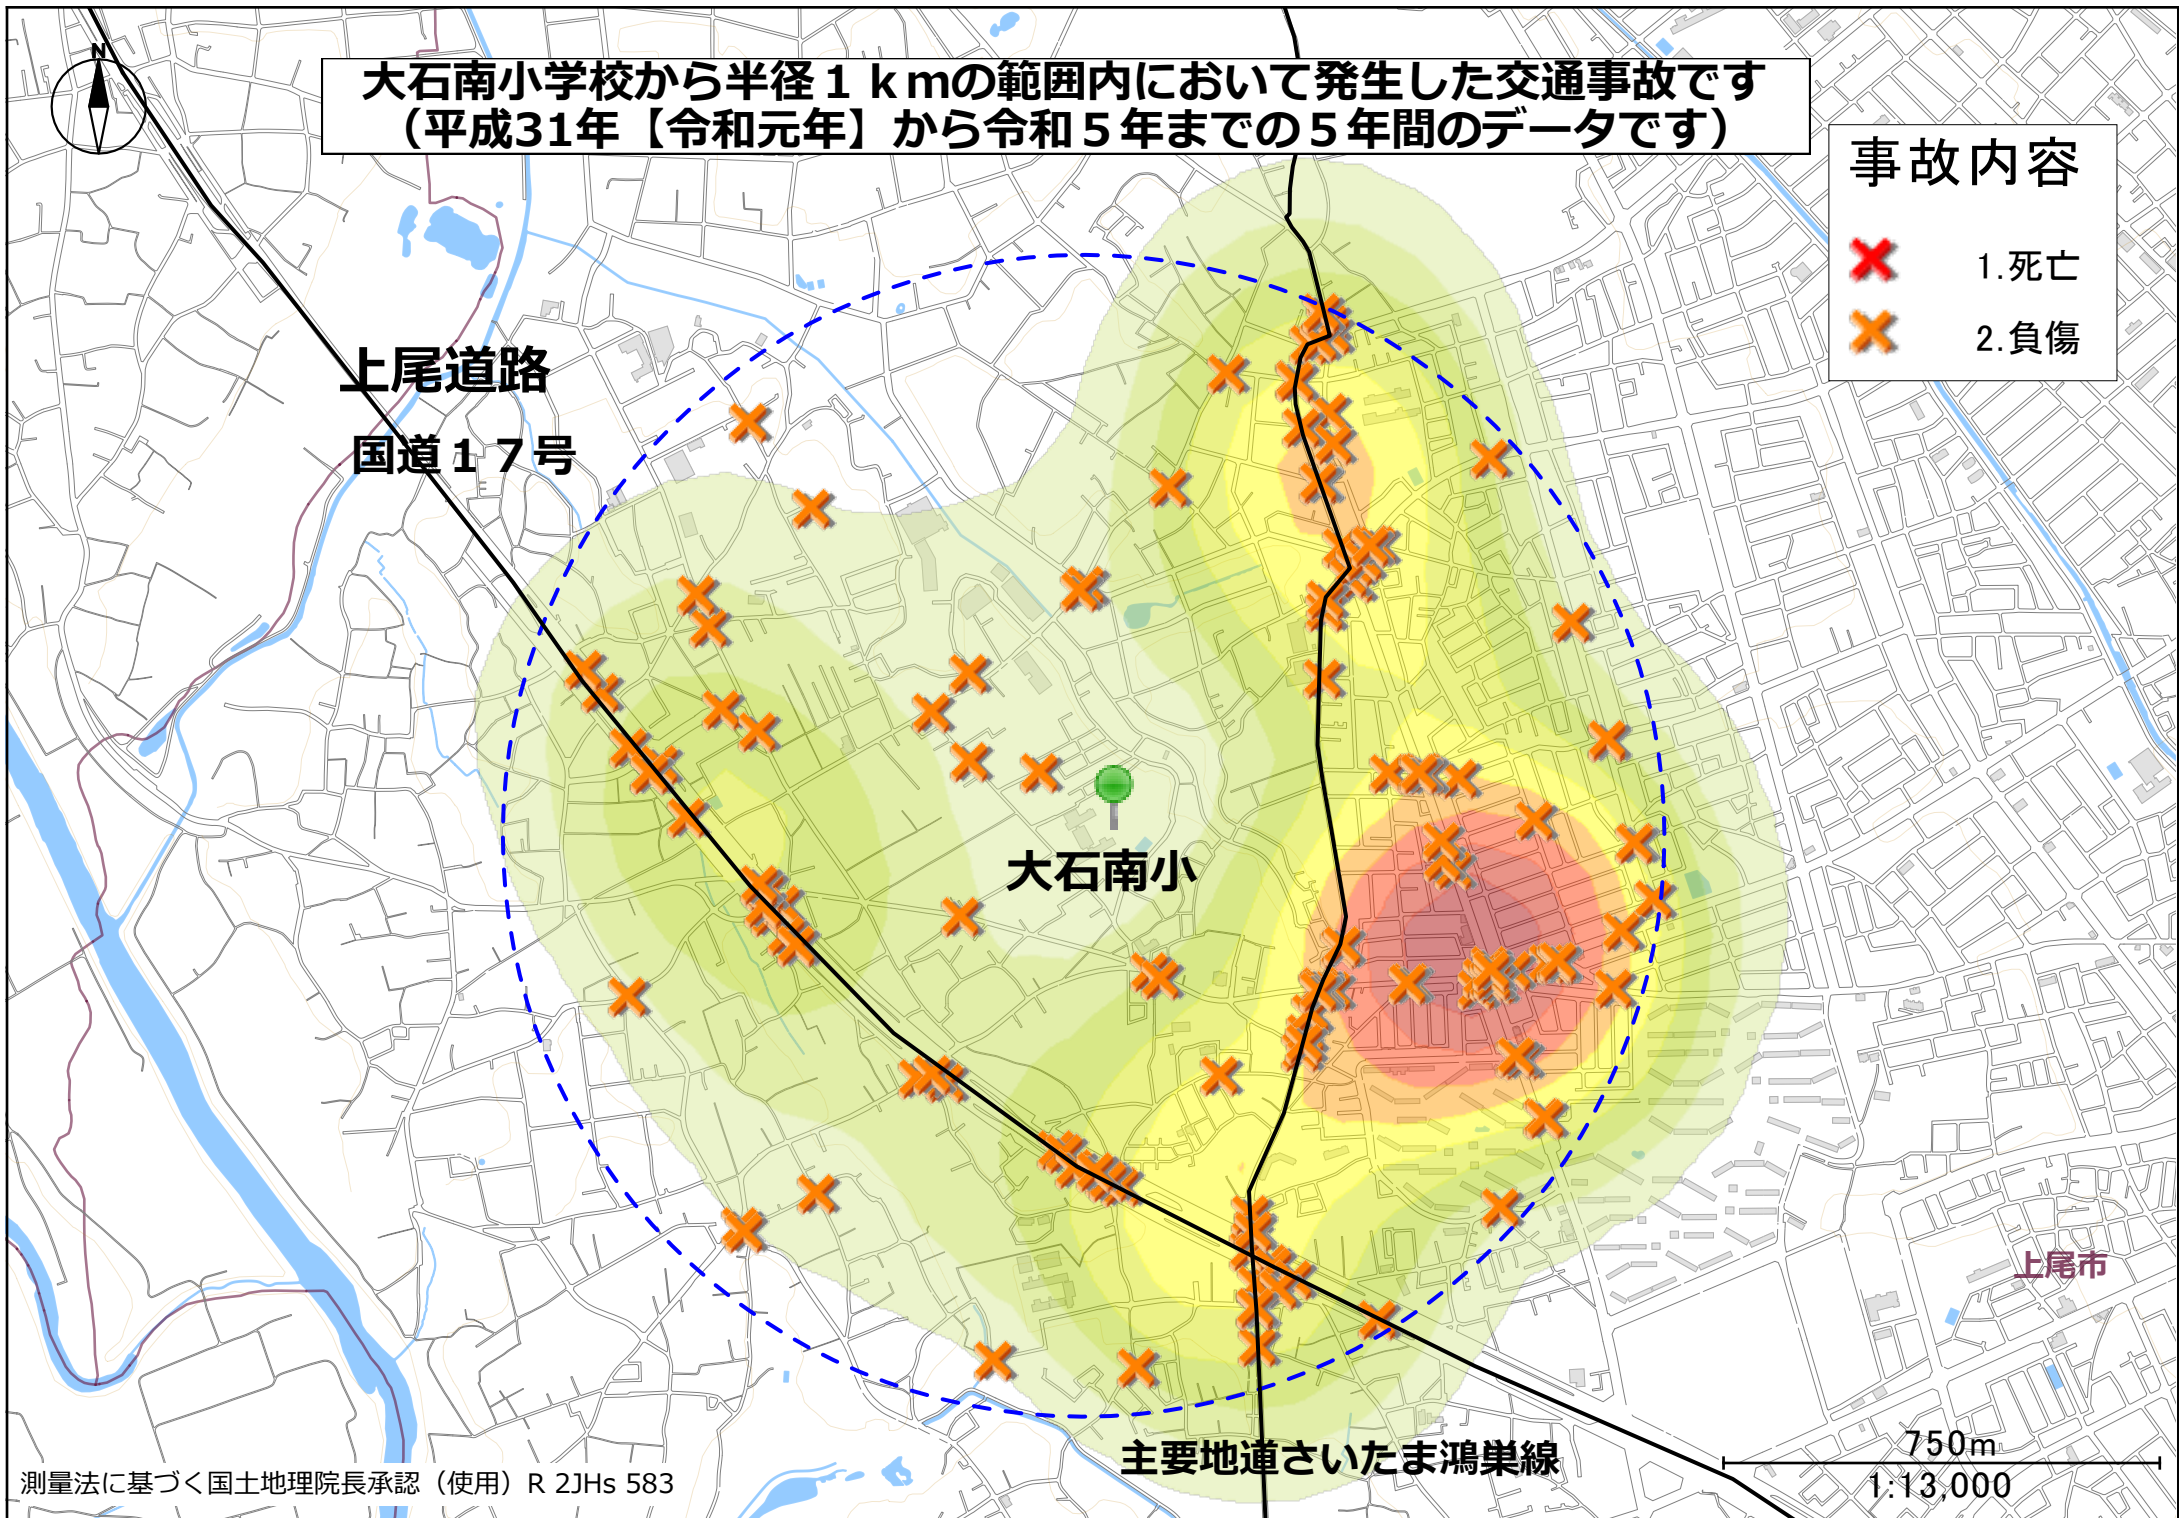 N
大石南小学校から半径1kmの範囲内において発生した交通事故です
（平成31年【令和元年】から令和5年までの5年間のデータです）
事故内容
1.死亡
2.負傷
上尾道路
国道17号
大石南小
上尾市
主要地道さいたま鴻巣線
750m
1:13,000
測量法に基づく国土地理院長承認（使用）R 2JHs 583